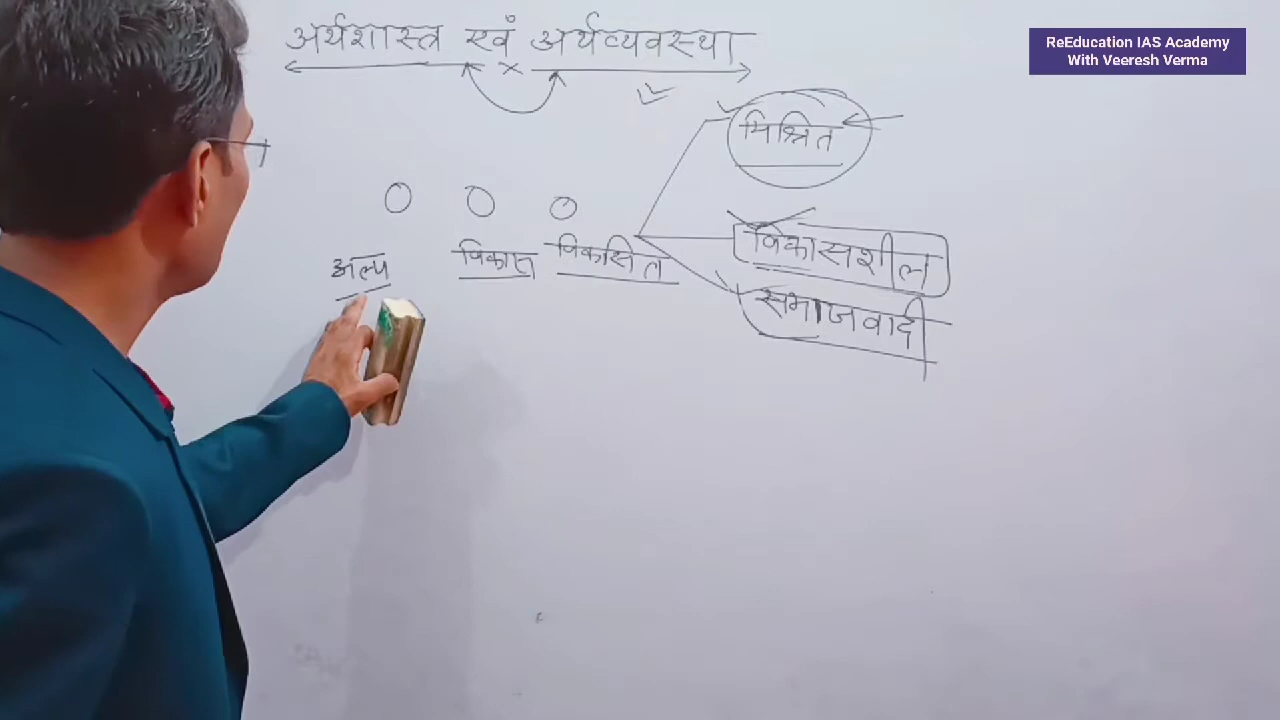 अर्थशास्त्र एवं अर्थव्यवस्था
ReEducation IAS Academy
With Veeresh Verma
मिश्रित
अल्प विकास विकसित
विकासशील
समाजवादी